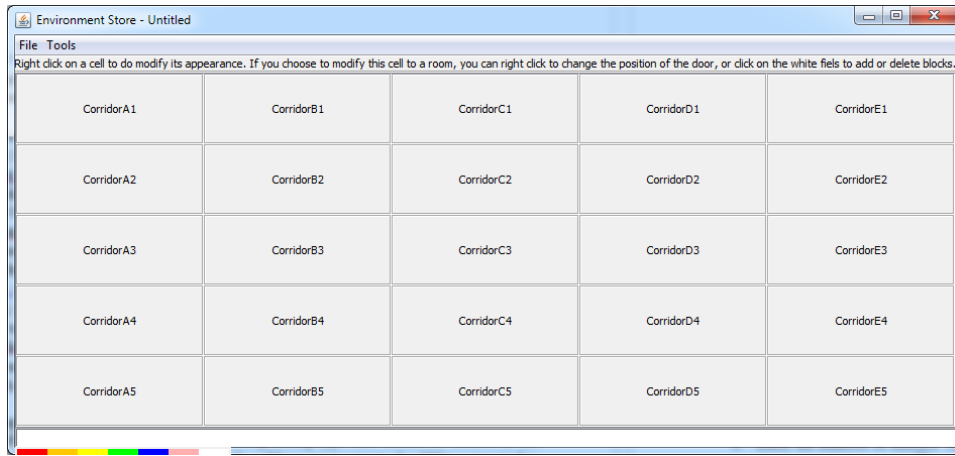 Environment Store - Untitled
File Tools
Right click on a cell to do modify its appearance. If you choose to modify this cell to a room, you can right click to change the position of the door, or click on the white fiels to add or delete blocks.
CorridorA1 CorridorB1 CorridorC1 CorridorD1 CorridorE1
CorridorA2 CorridorB2 CorridorC2 CorridorD2 CorridorE2
CorridorA3 CorridorB3 CorridorC3 CorridorD3 CorridorE3
CorridorA4 CorridorB4 CorridorC4 CorridorD4 CorridorE4
CorridorA5 CorridorB5 CorridorC5 CorridorD5 CorridorE5